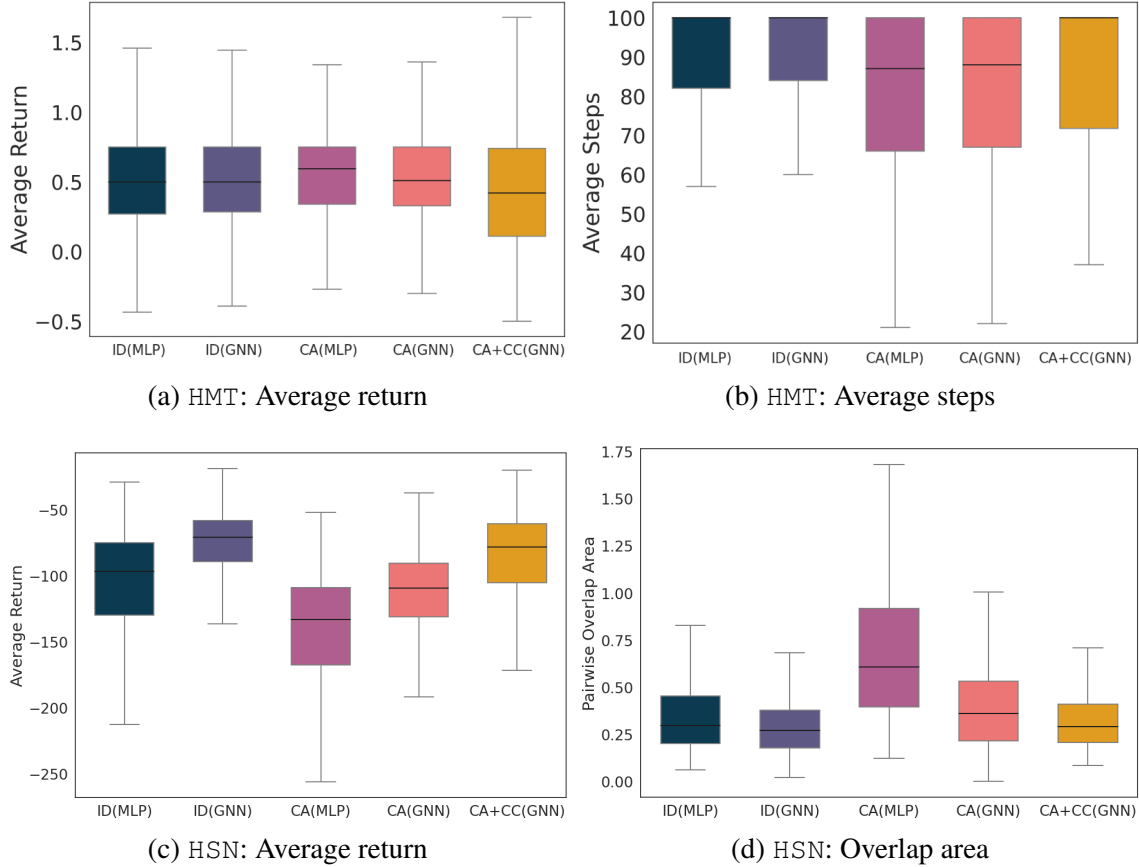 Average Return
1.5
1.0
0.5
0.0
−0.5
ID(MLP) ID(GNN) CA(MLP) CA(GNN) CA+CC(GNN)
(a) HMT: Average return
Average Steps
100
90
80
70
60
50
40
30
20
ID(MLP) ID(GNN) CA(MLP) CA(GNN) CA+CC(GNN)
(b) HMT: Average steps
Average Return
−50
−100
−150
−200
−250
ID(MLP) ID(GNN) CA(MLP) CA(GNN) CA+CC(GNN)
(c) HSN: Average return
Pairwise Overlap Area
1.75
1.50
1.25
1.00
0.75
0.50
0.25
0.00
ID(MLP) ID(GNN) CA(MLP) CA(GNN) CA+CC(GNN)
(d) HSN: Overlap area